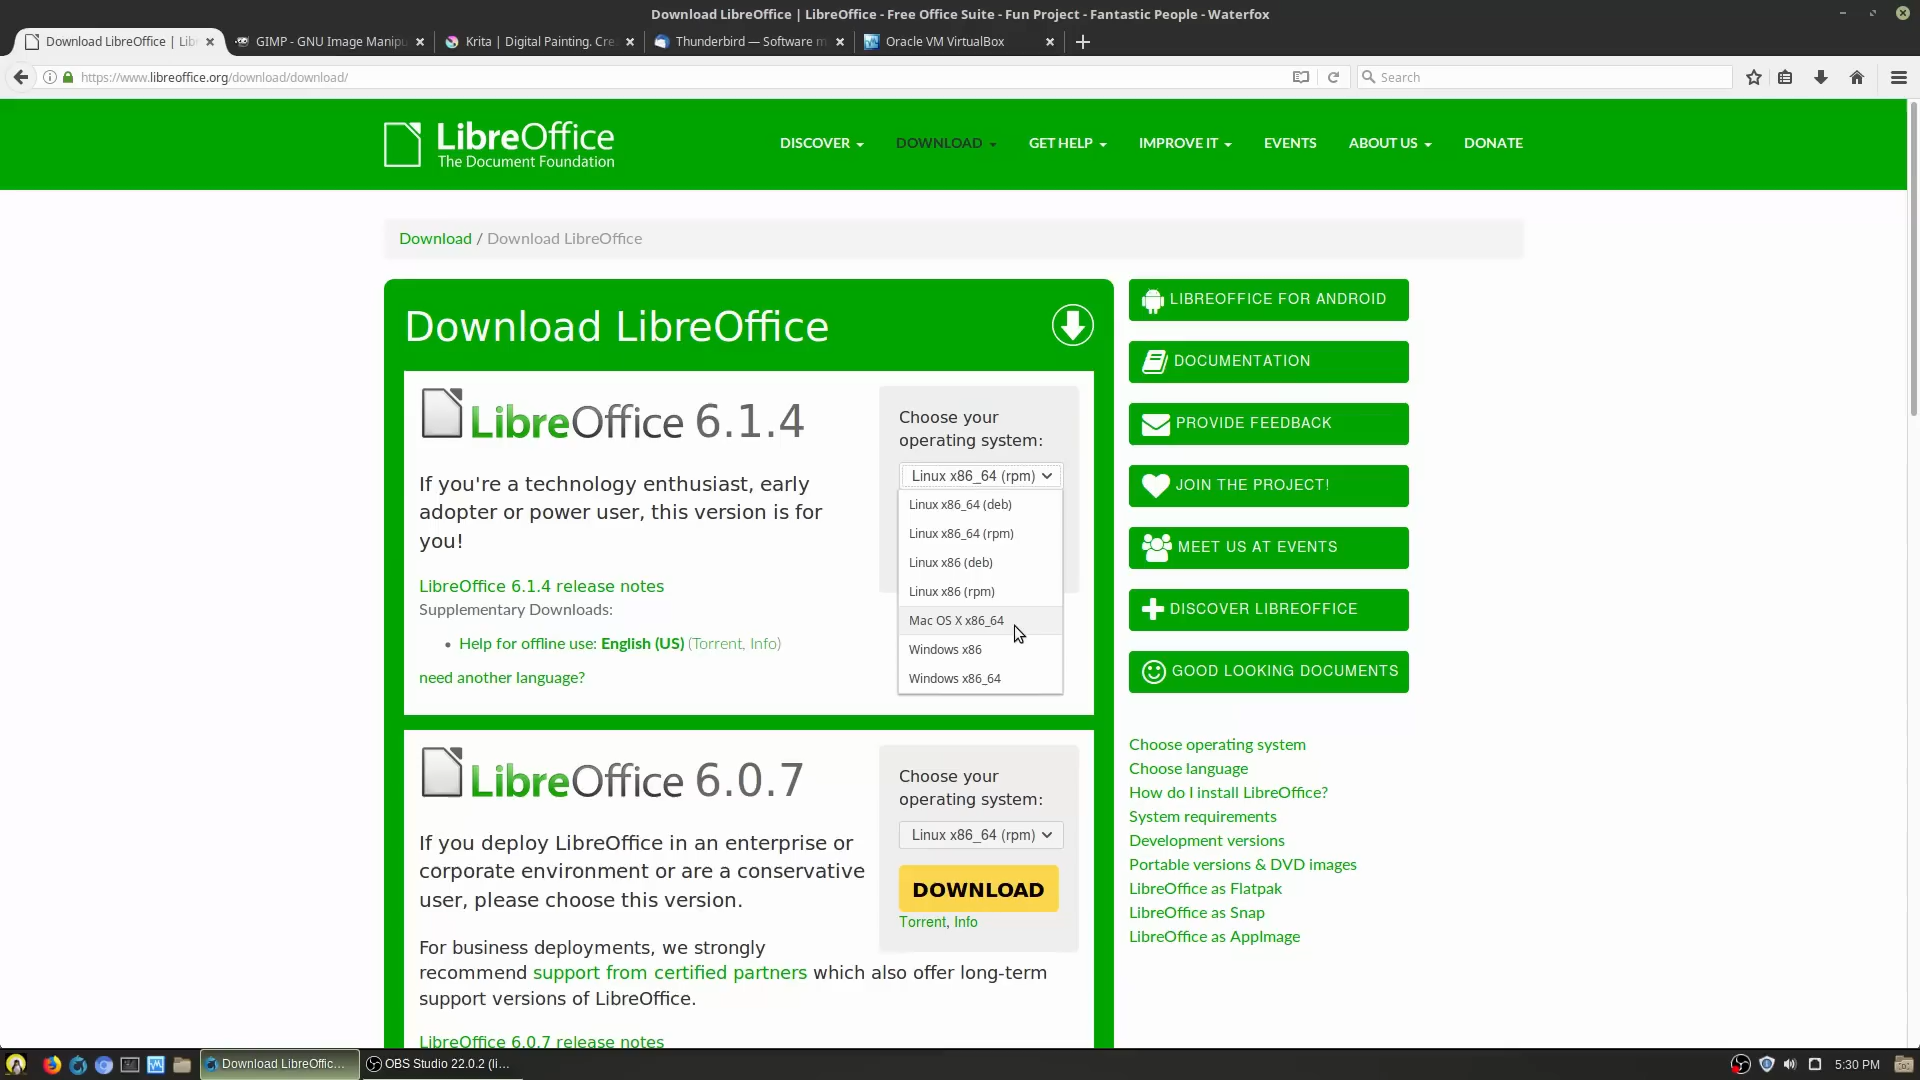 Download LibreOffice | LibreOffice - Free Office Suite - Fun Project - Fantastic People - Waterfox
Download LibreOffice | Lib
GIMP - GNU Image Manipu
Krita | Digital Painting. Cre
Thunderbird — Software m
Oracle VM VirtualBox
https://www.libreoffice.org/download/download/
Search
LibreOffice
The Document Foundation
DISCOVER
DOWNLOAD
GET HELP
IMPROVE IT
EVENTS
ABOUT US
DONATE
Download / Download LibreOffice
Download LibreOffice
LibreOffice 6.1.4
If you're a technology enthusiast, early
adopter or power user, this version is for
you!
LibreOffice 6.1.4 release notes
Supplementary Downloads:
• Help for offline use: English (US) (Torrent, Info)
need another language?
Choose your
operating system:
Linux x86_64 (rpm)
Linux x86_64 (deb)
Linux x86_64 (rpm)
Linux x86 (deb)
Linux x86 (rpm)
Mac OS X x86_64
Windows x86
Windows x86_64
LibreOffice 6.0.7
If you deploy LibreOffice in an enterprise or
corporate environment or are a conservative
user, please choose this version.
For business deployments, we strongly
recommend support from certified partners which also offer long-term
support versions of LibreOffice.
LibreOffice 6.0.7 release notes
Choose your
operating system:
Linux x86_64 (rpm)
DOWNLOAD
Torrent, Info
LIBREOFFICE FOR ANDROID
DOCUMENTATION
PROVIDE FEEDBACK
JOIN THE PROJECT!
MEET US AT EVENTS
DISCOVER LIBREOFFICE
GOOD LOOKING DOCUMENTS
Choose operating system
Choose language
How do I install LibreOffice?
System requirements
Development versions
Portable versions & DVD images
LibreOffice as Flatpak
LibreOffice as Snap
LibreOffice as AppImage
Download LibreOffic...
OBS Studio 22.0.2 (li...
5:30 PM